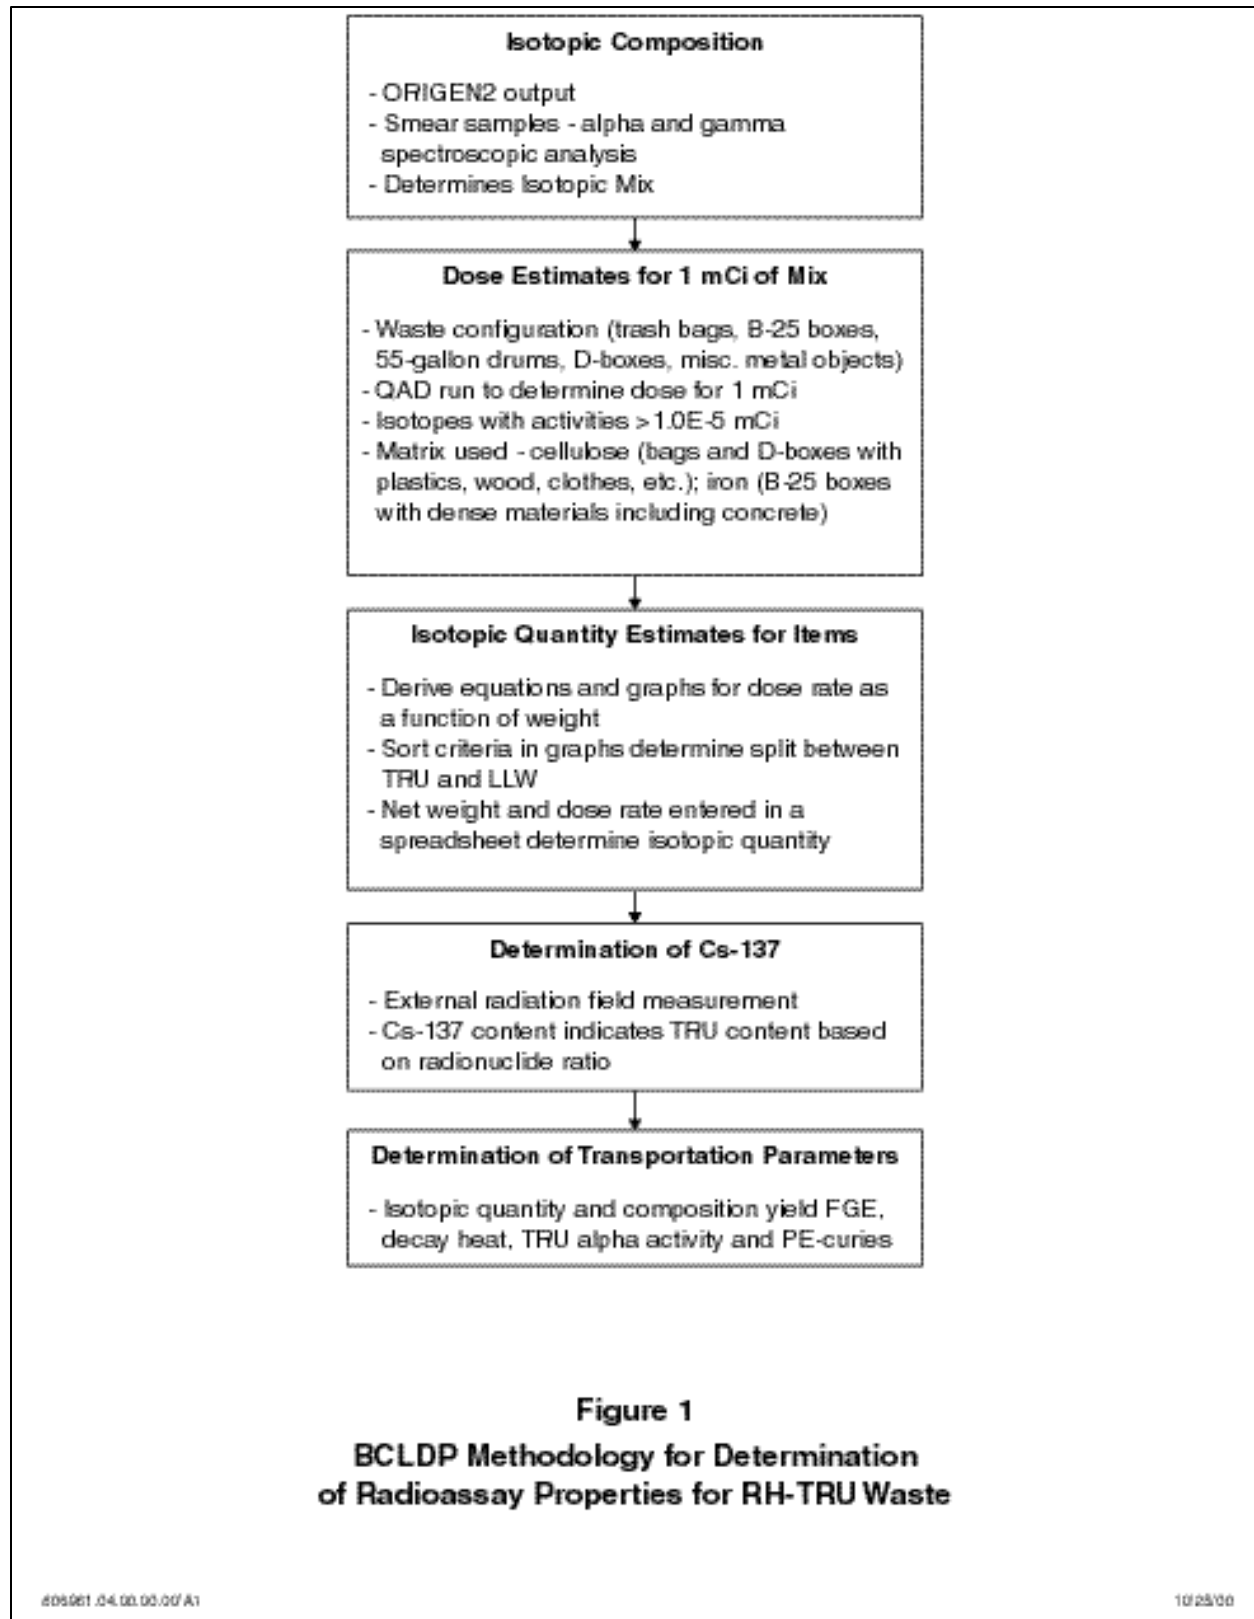 Isotopic Composition
- ORIGEN2 output
- Smear samples - alpha and gamma
spectroscopic analysis
- Determines Isotopic Mix
Dose Estimates for 1 mCi of Mix
- Waste configuration (trash bags, B-25 boxes,
55-gallon drums, D-boxes, misc. metal objects)
- QAD run to determine dose for 1 mCi
- Isotopes with activities > 1.0E-5 mCi
- Matrix used - cellulose (bags and D-boxes with
plastics, wood, clothes, etc.); iron (B-25 boxes
with dense materials including concrete)
Isotopic Quantity Estimates for Items
- Derive equations and graphs for dose rate as
a function of weight
- Sort criteria in graphs determine split between
TRU and LLW
- Net weight and dose rate entered in a
spreadsheet determine isotopic quantity
Determination of Cs-137
- External radiation field measurement
- Cs-137 content indicates TRU content based
on radionuclide ratio
Determination of Transportation Parameters
- Isotopic quantity and composition yield FGE,
decay heat, TRU alpha activity and PE-curies
Figure 1
BCLDP Methodology for Determination
of Radioassay Properties for RH-TRU Waste